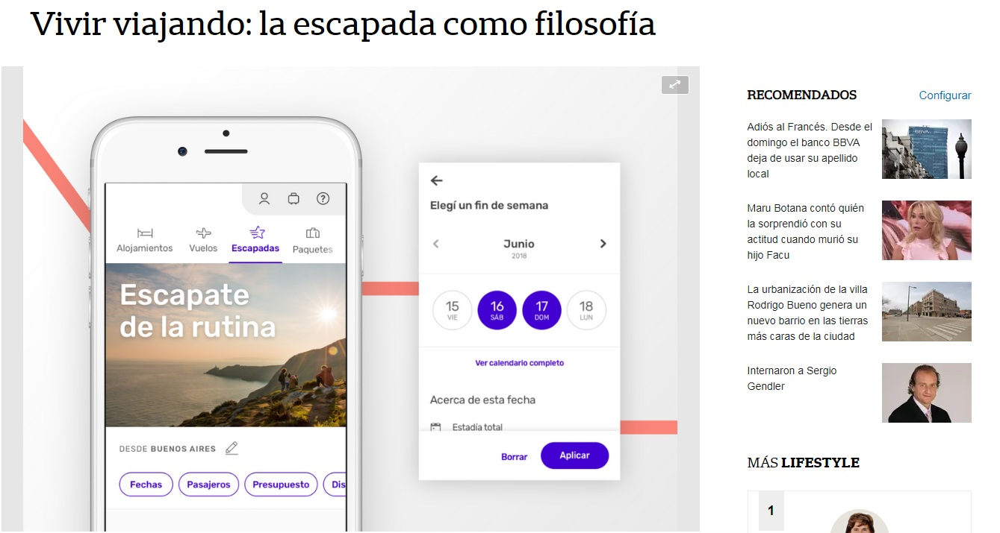 Vivir viajando: la escapada como filosofía
Alojamientos
Vuelos
Escapadas
Paquetes
Escapate
de la rutina
DESDE BUENOS AIRES
Fechas
Pasajeros
Presupuesto
Dis
Elegí un fin de semana
Junio
2018
15
VIE
16
SÁB
17
DOM
18
LUN
Ver calendario completo
Acerca de esta fecha
Estadía total
Borrar
Aplicar
RECOMENDADOS
Configurar
Adiós al Francés. Desde el
domingo el banco BBVA
deja de usar su apellido
local
BBVA
Maru Botana contó quién
la sorprendió con su
actitud cuando murió su
hijo Facu
La urbanización de la villa
Rodrigo Bueno genera un
nuevo barrio en las tierras
más caras de la ciudad
Internaron a Sergio
Gendler
MÁS LIFESTYLE
1